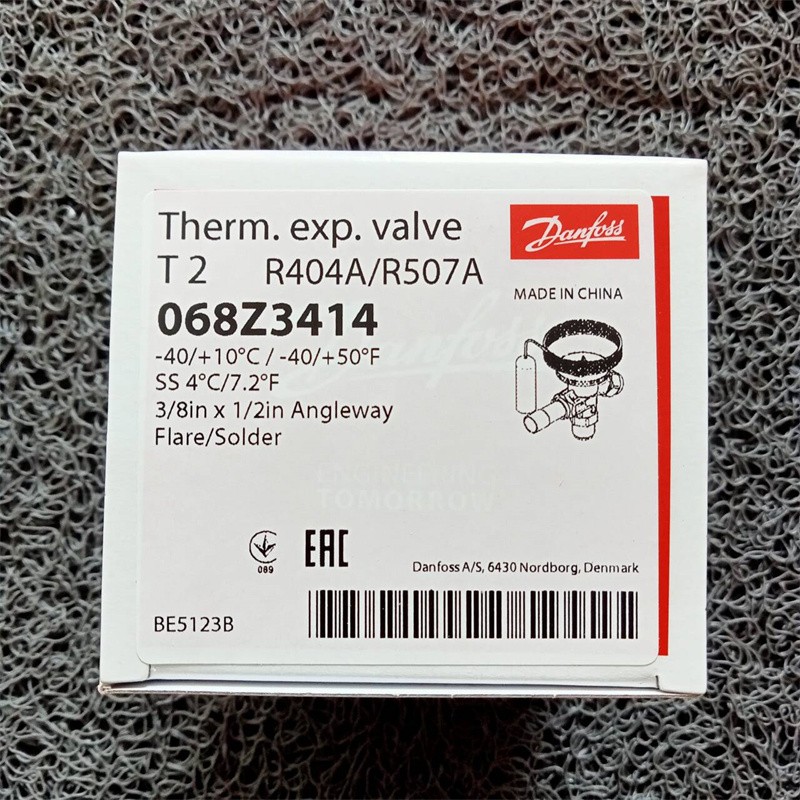 Therm. exp. valve
Danfoss
T 2 R404A/R507A
MADE IN CHINA
068Z3414
-40/+10°C / -40/+50°F
SS 4°C/7.2°F
3/8in x 1/2in Angleway
Flare/Solder
ENGINEERING
TOMORROW
089
EAC
Danfoss A/S, 6430 Nordborg, Denmark
BE5123B